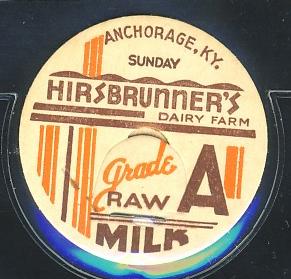 ANCHORAGE, KY.
SUNDAY
HIRSBRUNNER'S
DAIRY FARM
Grade A
RAW
MILK